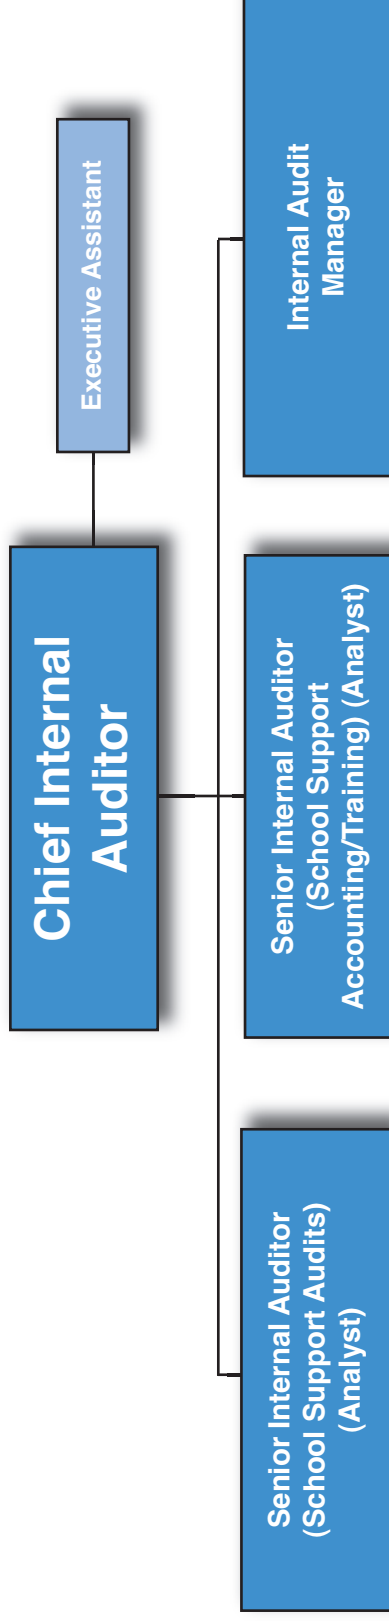 Chief Internal
Auditor
Executive Assistant
Senior Internal Auditor
(School Support Audits)
(Analyst)
Senior Internal Auditor
(School Support
Accounting/Training) (Analyst)
Internal Audit
Manager